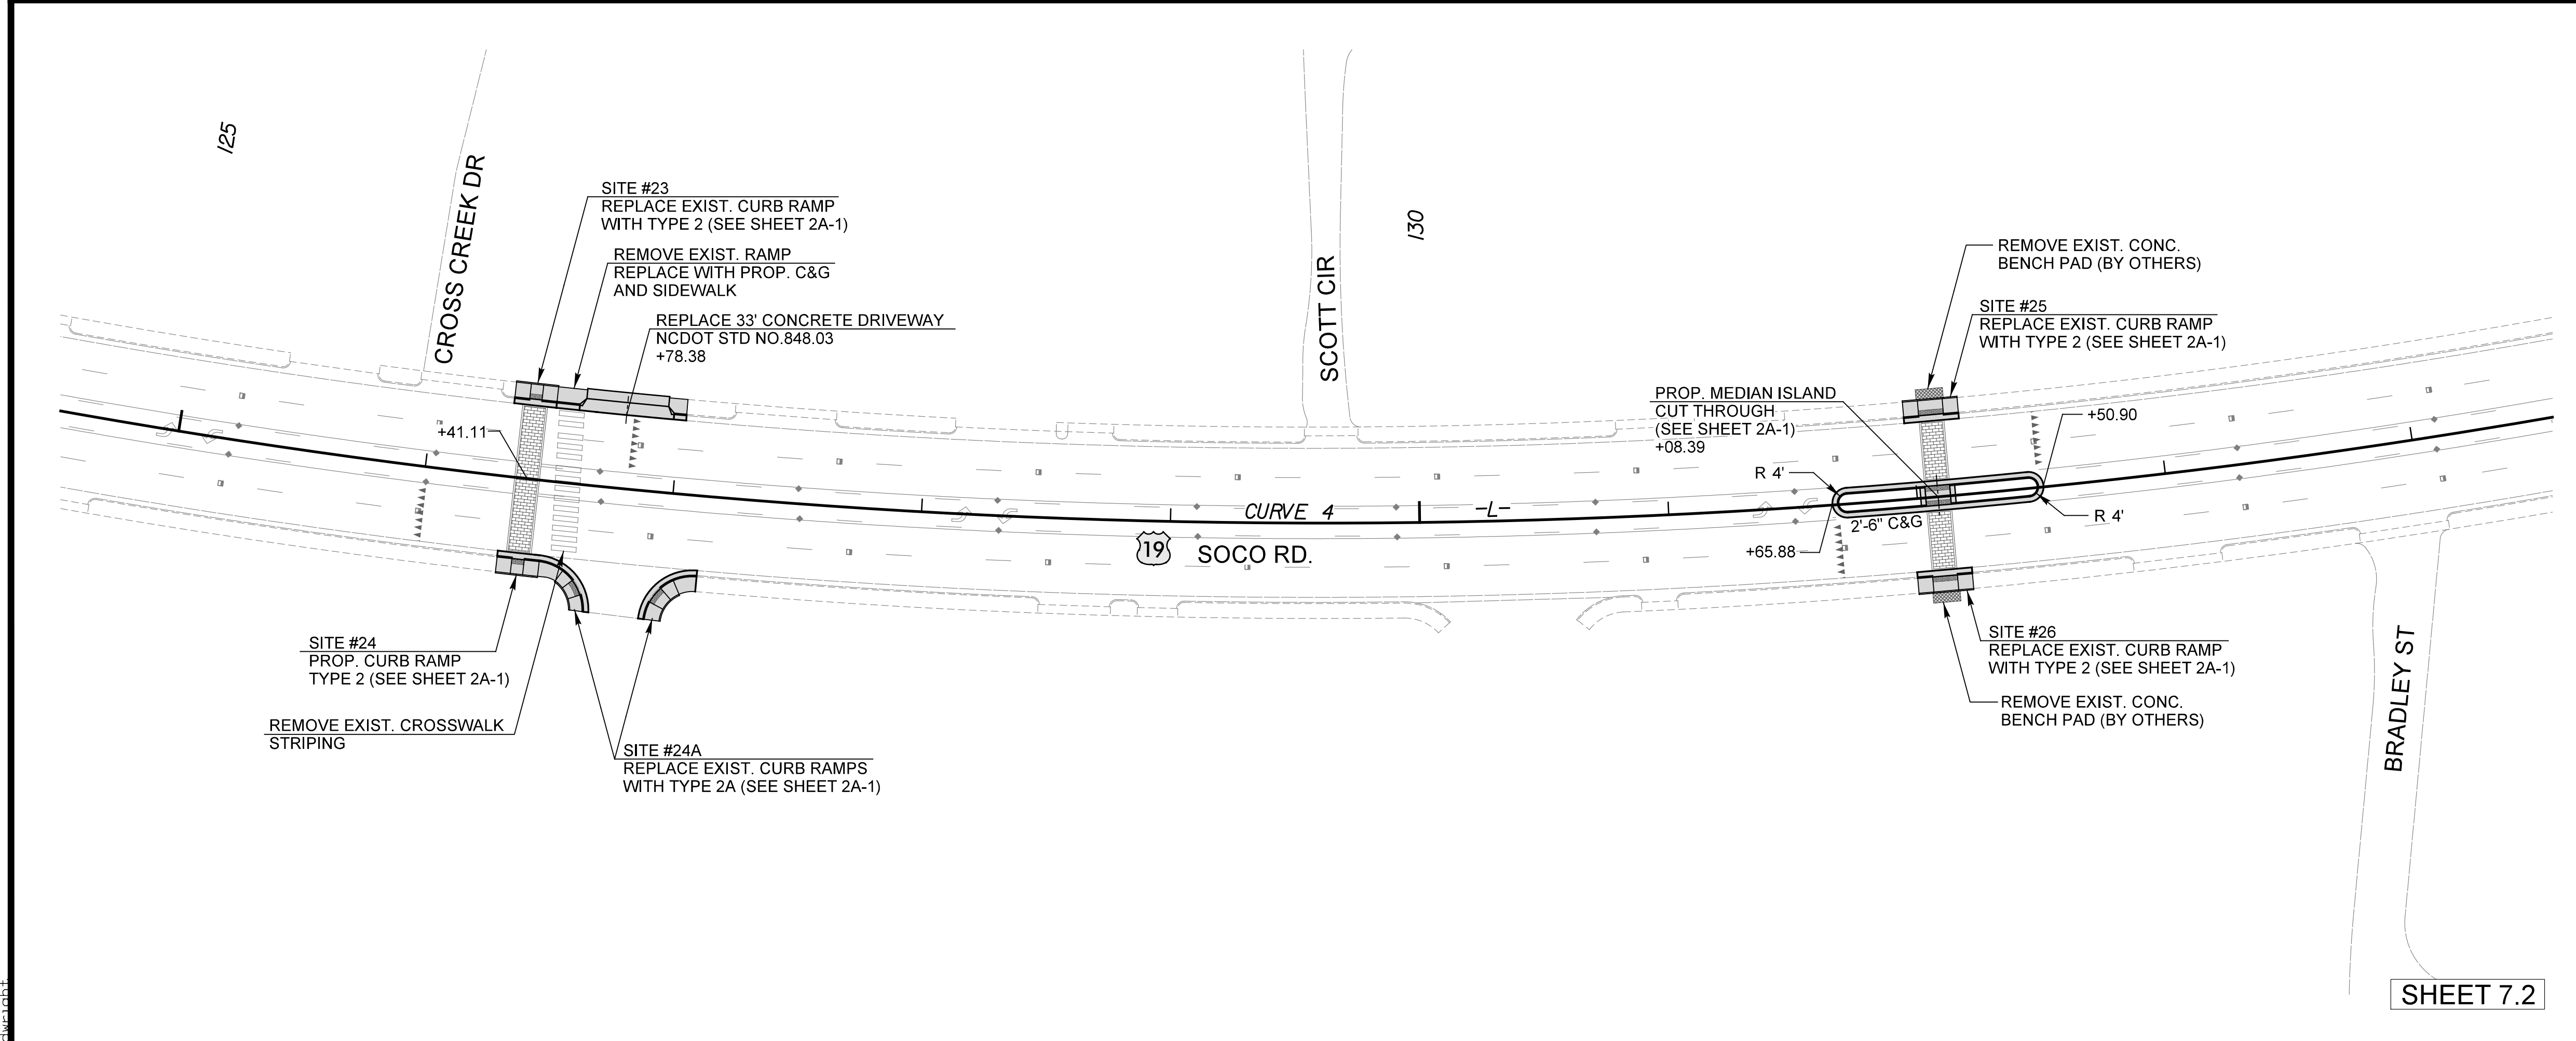 125
CROSS CREEK DR
SITE #23
REPLACE EXIST. CURB RAMP
WITH TYPE 2 (SEE SHEET 2A-1)
REMOVE EXIST. RAMP
REPLACE WITH PROP. C&G
AND SIDEWALK
REPLACE 33' CONCRETE DRIVEWAY
NCDOT STD NO.848.03
+78.38
+41.11
SCOTT CIR
130
REMOVE EXIST. CONC.
BENCH PAD (BY OTHERS)
SITE #25
REPLACE EXIST. CURB RAMP
WITH TYPE 2 (SEE SHEET 2A-1)
PROP. MEDIAN ISLAND
CUT THROUGH
(SEE SHEET 2A-1)
+08.39
+50.90
R 4'
R 4'
2'-6" C&G
+65.88
CURVE 4
-L-
19
SOCO RD.
SITE #24
PROP. CURB RAMP
TYPE 2 (SEE SHEET 2A-1)
REMOVE EXIST. CROSSWALK
STRIPING
SITE #24A
REPLACE EXIST. CURB RAMPS
WITH TYPE 2A (SEE SHEET 2A-1)
SITE #26
REPLACE EXIST. CURB RAMP
WITH TYPE 2 (SEE SHEET 2A-1)
REMOVE EXIST. CONC.
BENCH PAD (BY OTHERS)
BRADLEY ST
SHEET 7.2